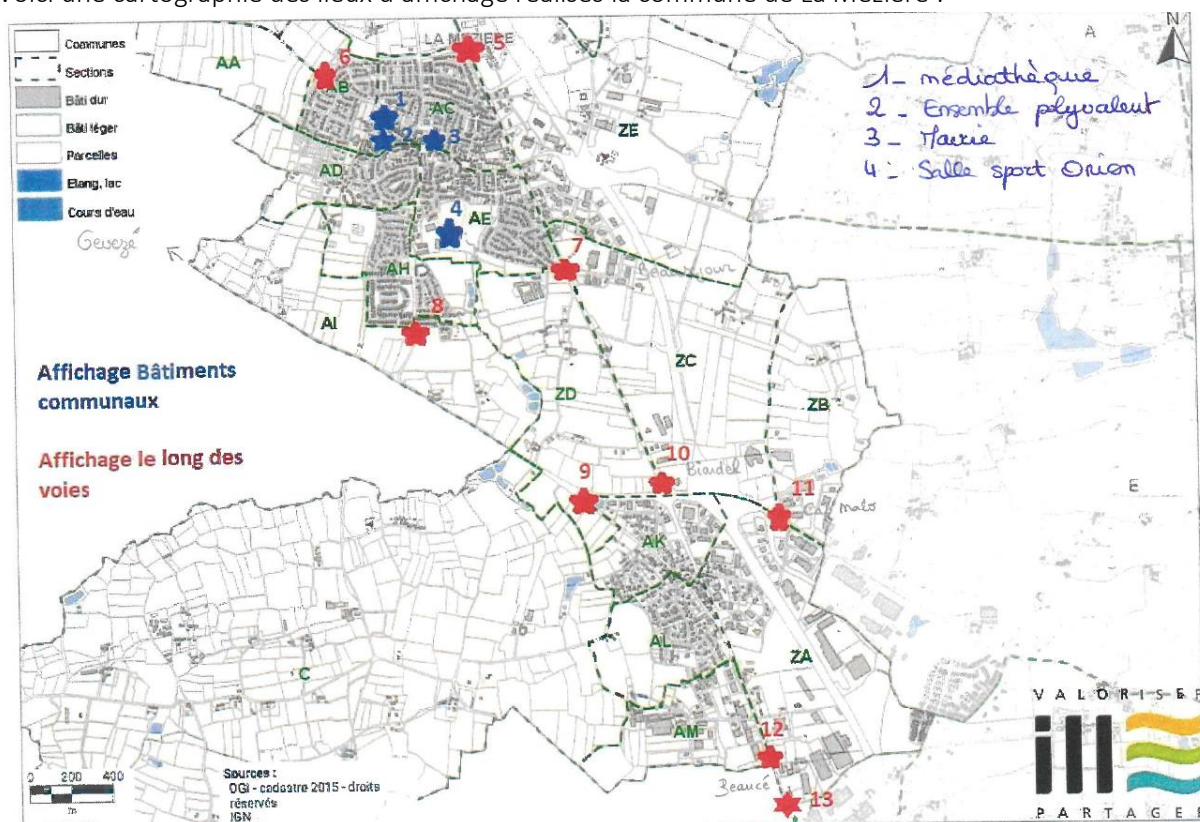 Voici une cartographie des lieux d'affichage réalisés la commune de La Mézière :
Communes
Sections
Bâti dur
Bâti léger
Parcelles
Etang, lac
Cours d'eau
Gevezé
LA MEZIERE
N
A
1 - médiathèque
2 - Ensemble polyvalent
3 - Mairie
4 - Salle sport Orion
AA
6
AB
5
AC
1
2
3
ZE
AD
4
AE
7
AH
8
AI
Affichage Bâtiments
communaux
Affichage le long des
voies
ZC
ZD
ZB
10
Biardel
9
11
E
AK
AL
ZA
C
AM
12
Beaucé
13
0 200 400
m
Sources :
DGI - cadastre 2015 - droits
réservés
IGN
VALORISER
PARTAGER